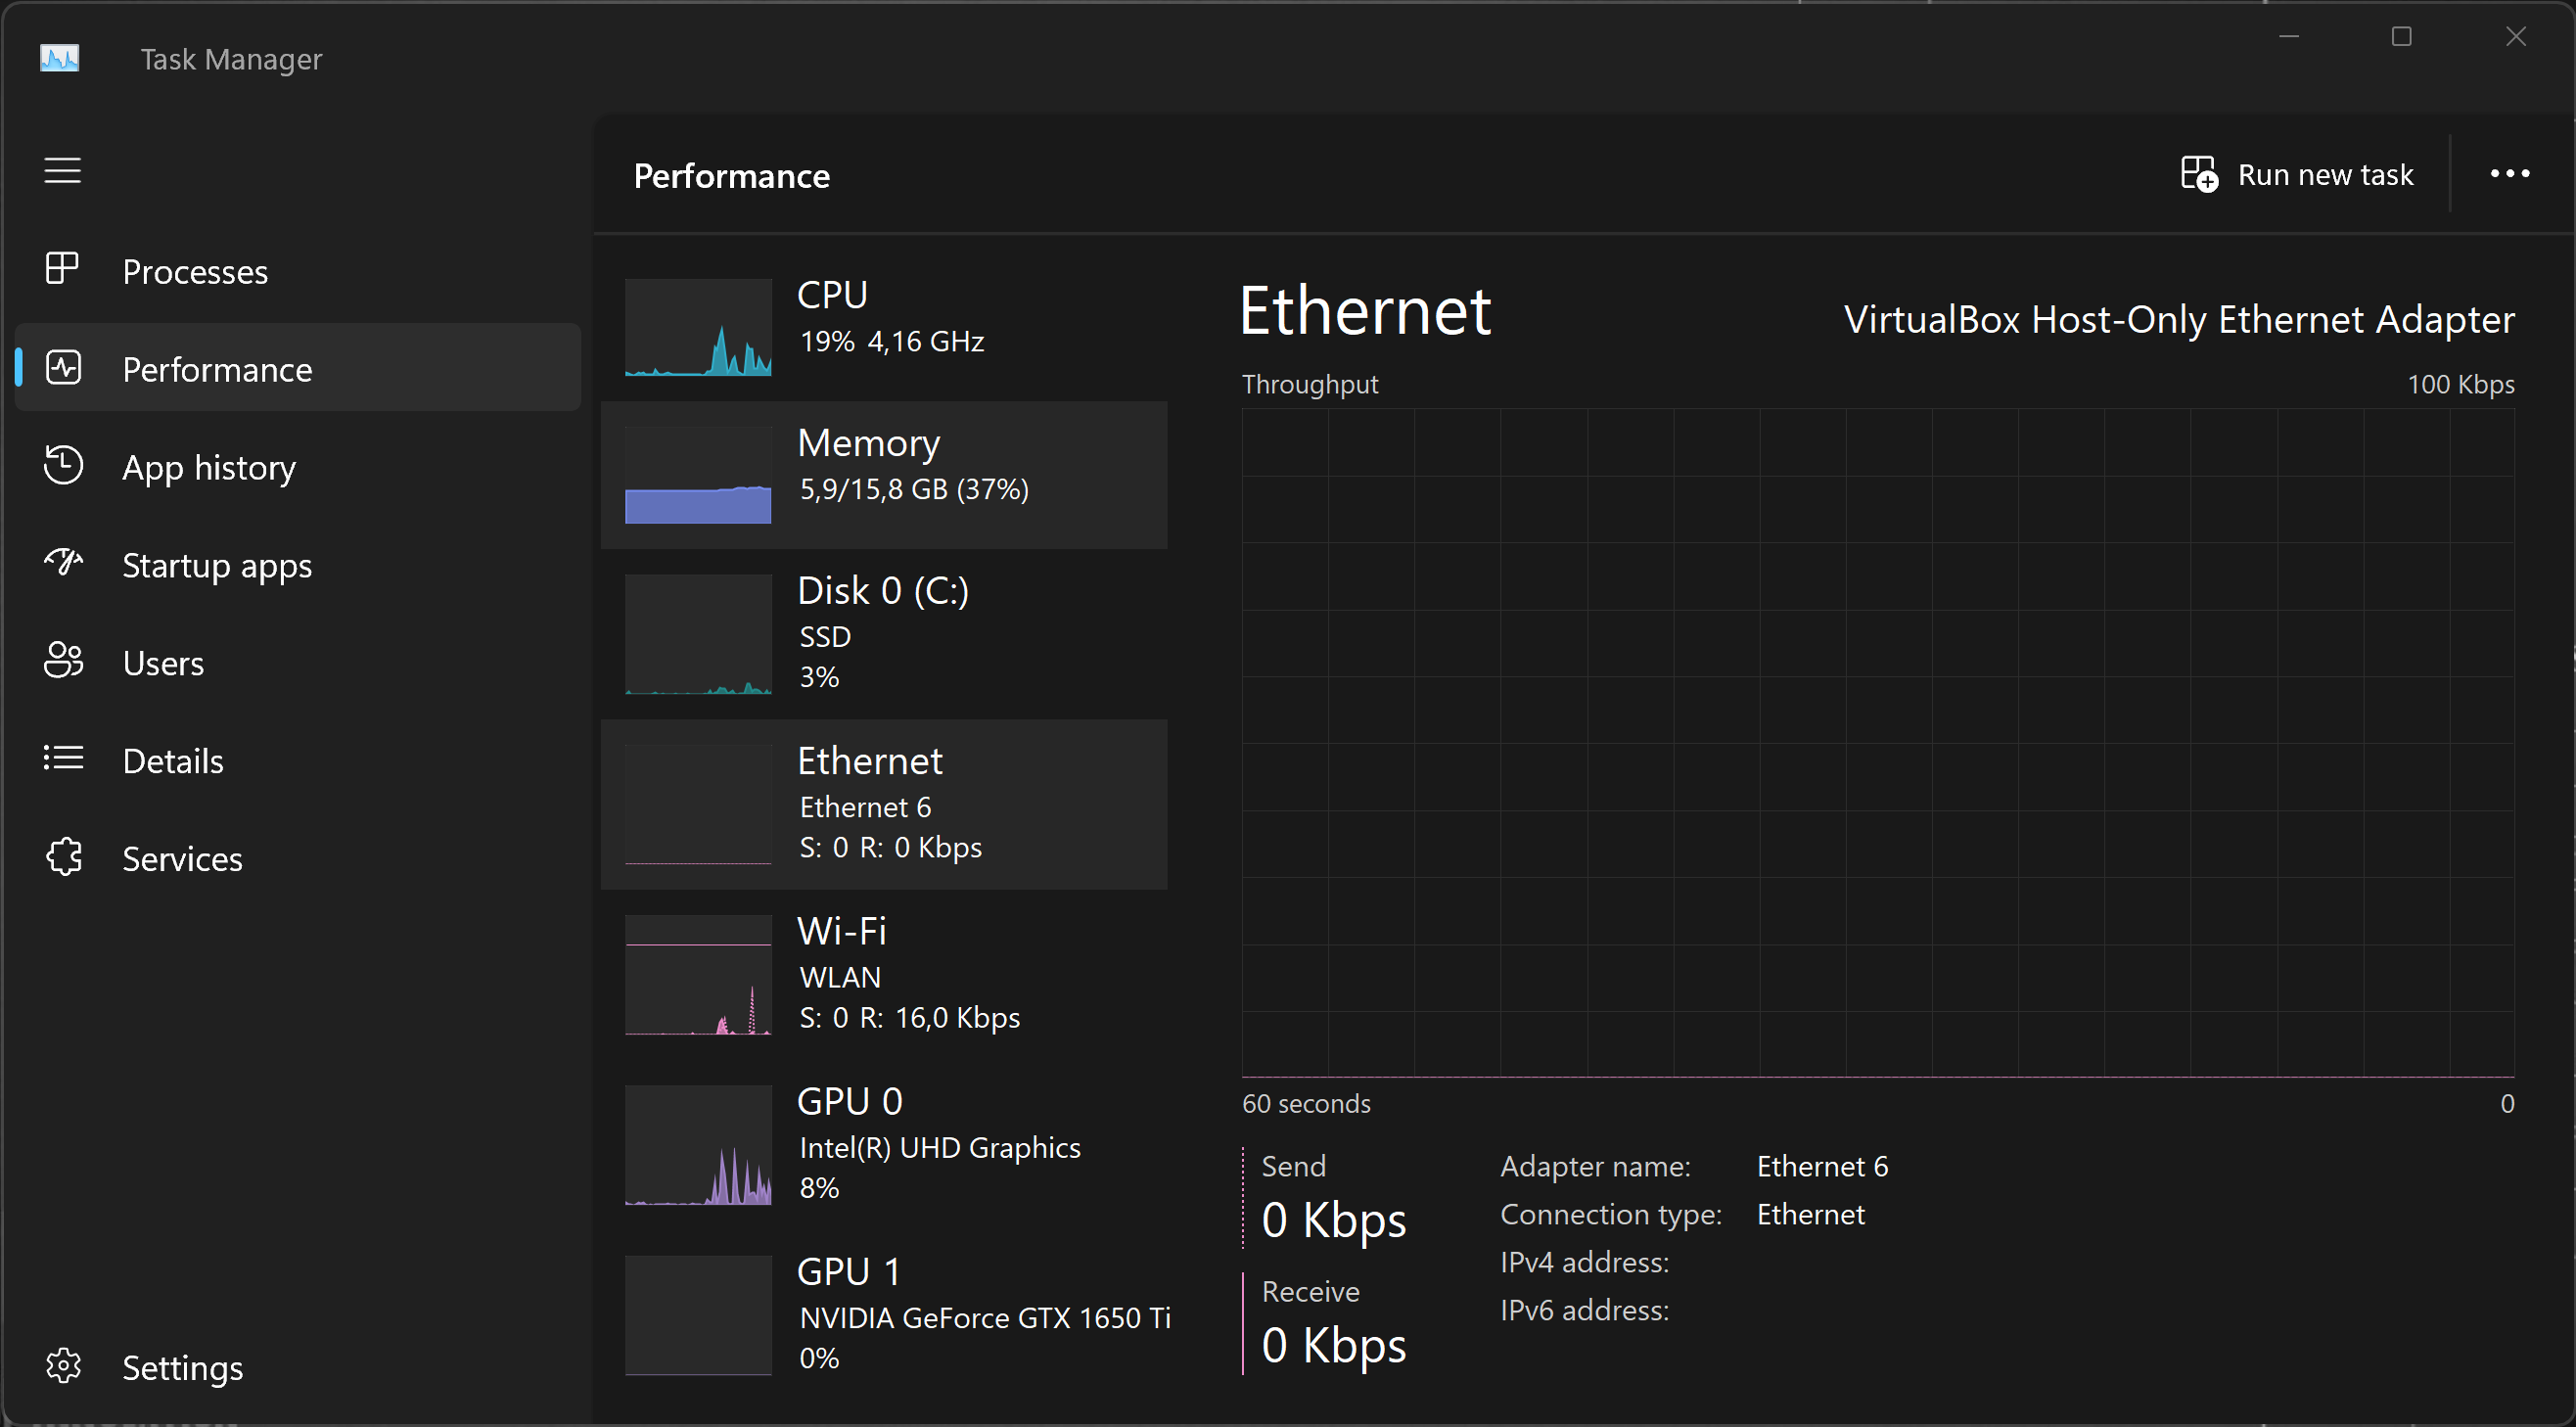 Task Manager
Performance
Run new task
Processes
Performance
App history
Startup apps
Users
Details
Services
Settings
CPU
19% 4,16 GHz
Memory
5,9/15,8 GB (37%)
Disk 0 (C:)
SSD
3%
Ethernet
Ethernet 6
S: 0 R: 0 Kbps
Wi-Fi
WLAN
S: 0 R: 16,0 Kbps
GPU 0
Intel(R) UHD Graphics
8%
GPU 1
NVIDIA GeForce GTX 1650 Ti
0%
Ethernet
VirtualBox Host-Only Ethernet Adapter
Throughput
100 Kbps
60 seconds
0
Send
0 Kbps
Receive
0 Kbps
Adapter name: Ethernet 6
Connection type: Ethernet
IPv4 address:
IPv6 address: